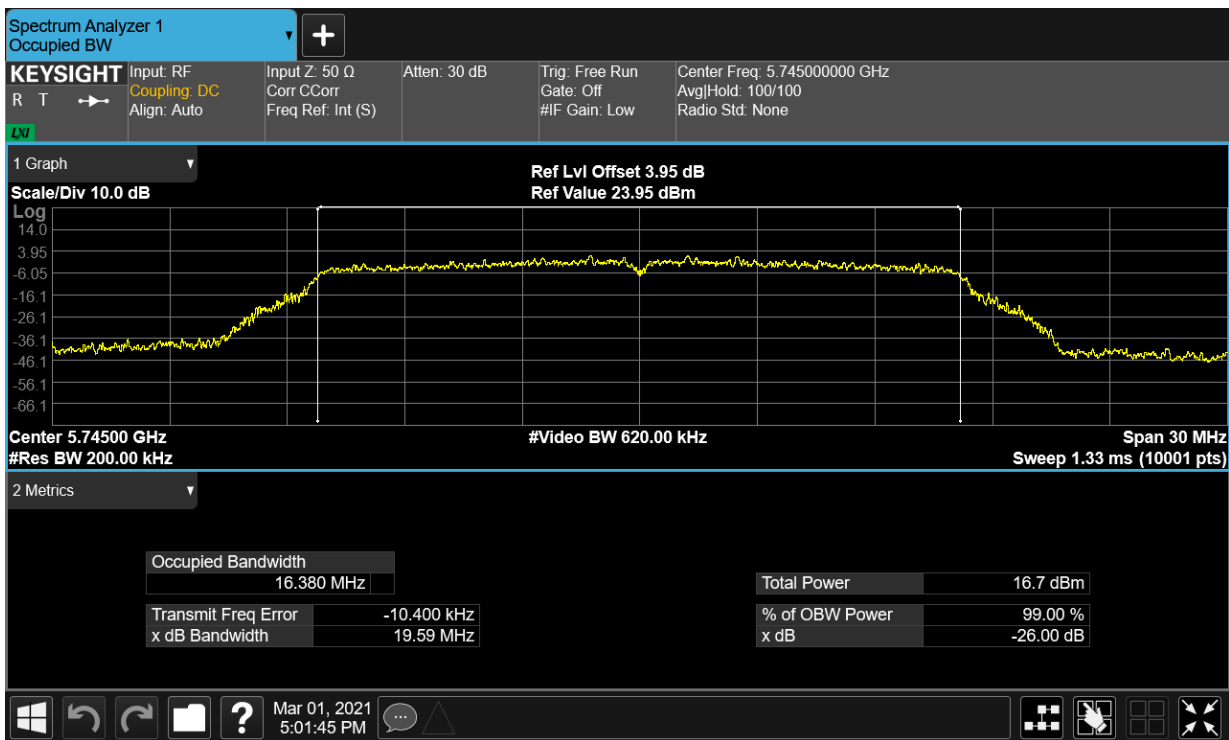 Spectrum Analyzer 1
Occupied BW
+
KEYSIGHT
R T
LXI
Input: RF
Coupling: DC
Align: Auto
Input Z: 50 Ω
Corr CCorr
Freq Ref: Int (S)
Atten: 30 dB
Trig: Free Run
Gate: Off
#IF Gain: Low
Center Freq: 5.745000000 GHz
Avg|Hold: 100/100
Radio Std: None
1 Graph
Scale/Div 10.0 dB
Ref Lvl Offset 3.95 dB
Ref Value 23.95 dBm
Log
14.0
3.95
-6.05
-16.1
-26.1
-36.1
-46.1
-56.1
-66.1
Center 5.74500 GHz
#Res BW 200.00 kHz
#Video BW 620.00 kHz
Span 30 MHz
Sweep 1.33 ms (10001 pts)
2 Metrics
Occupied Bandwidth
16.380 MHz
Transmit Freq Error -10.400 kHz
x dB Bandwidth 19.59 MHz
Total Power 16.7 dBm
% of OBW Power 99.00 %
x dB -26.00 dB
?
Mar 01, 2021
5:01:45 PM